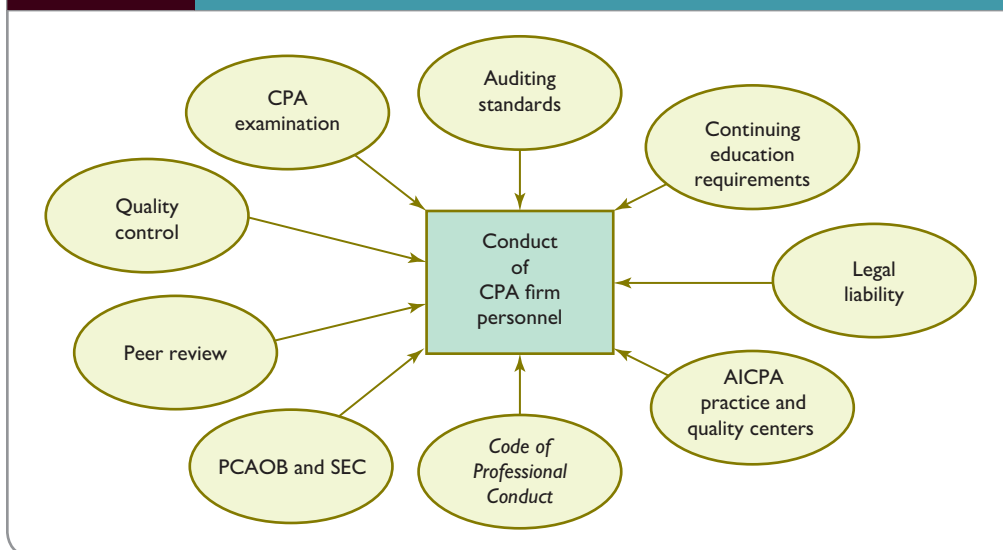 Auditing
standards
CPA
examination
Continuing
education
requirements
Quality
control
Conduct
of
CPA firm
personnel
Legal
liability
Peer review
AICPA
practice and
quality centers
PCAOB and SEC
Code of
Professional
Conduct